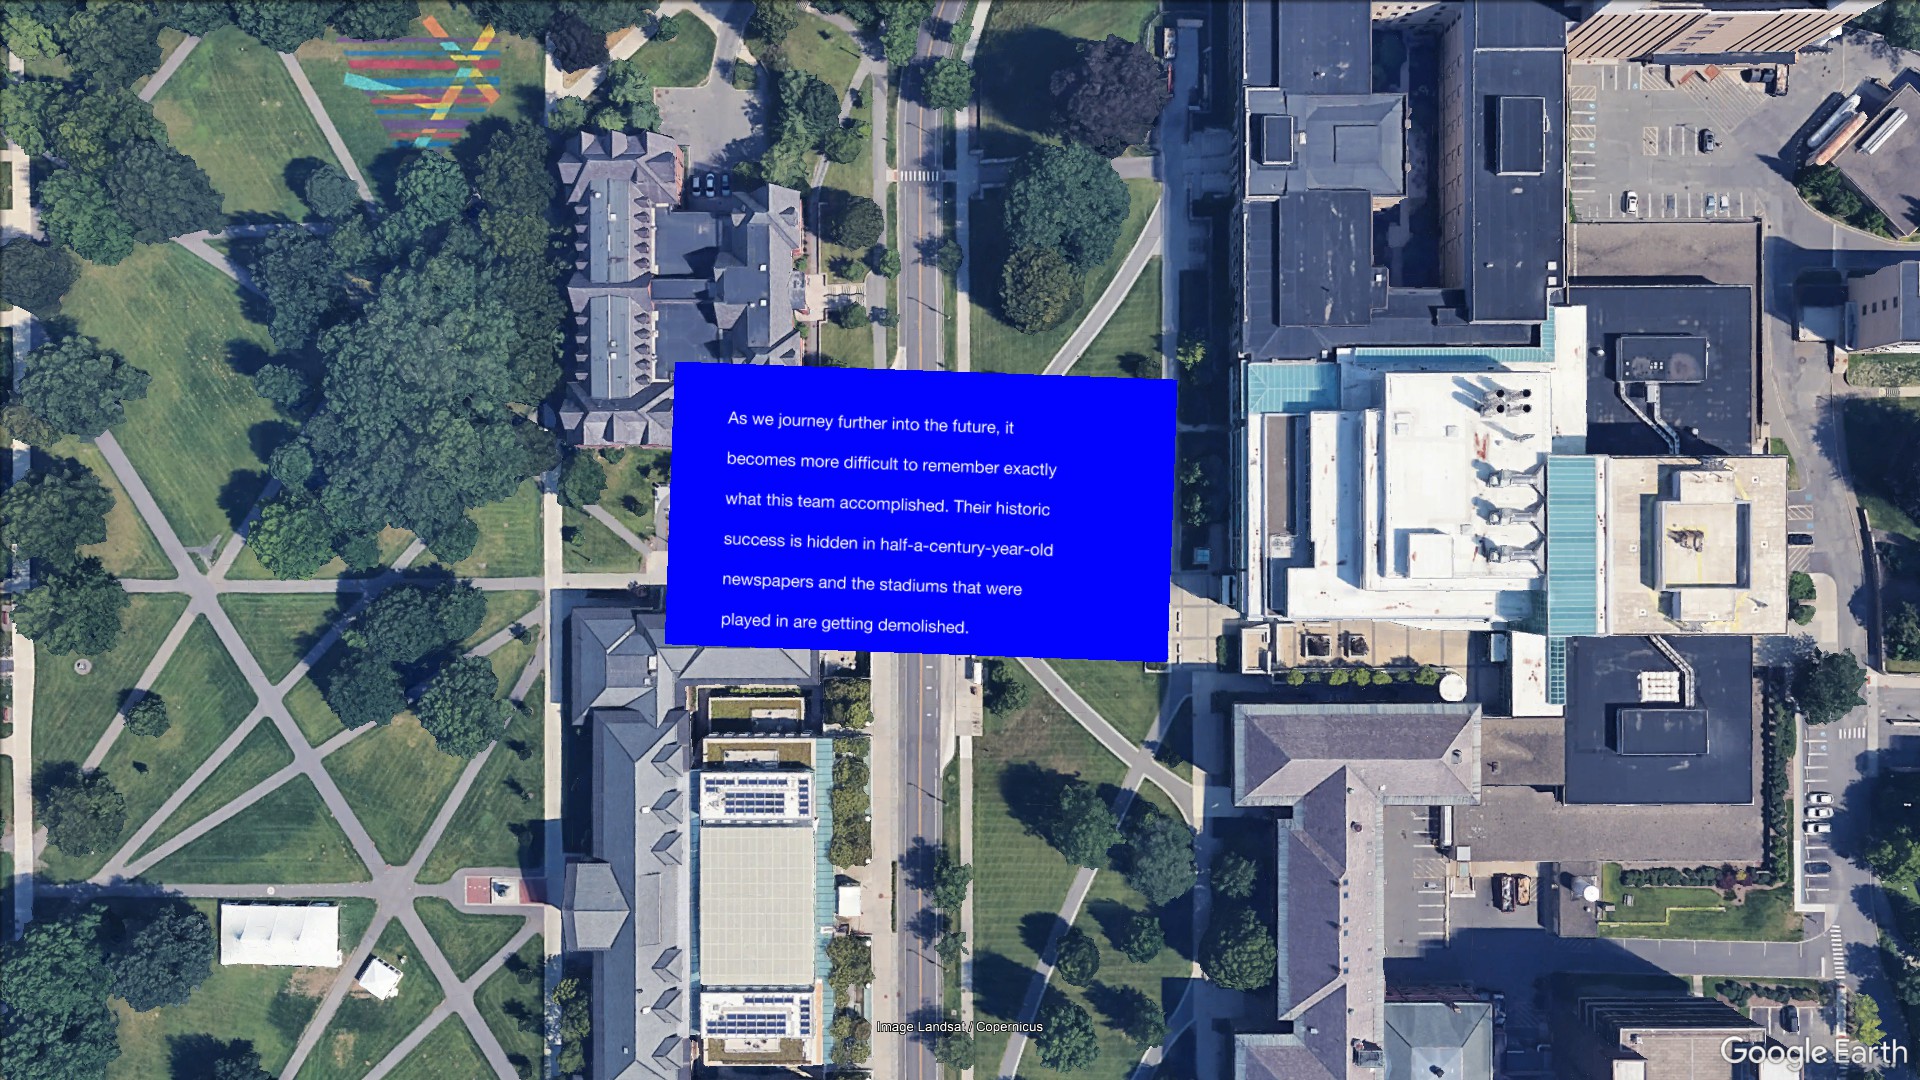 As we journey further into the future, it
becomes more difficult to remember exactly
what this team accomplished. Their historic
success is hidden in half-a-century-year-old
newspapers and the stadiums that were
played in are getting demolished.
Image Landsat / Copernicus
Google Earth